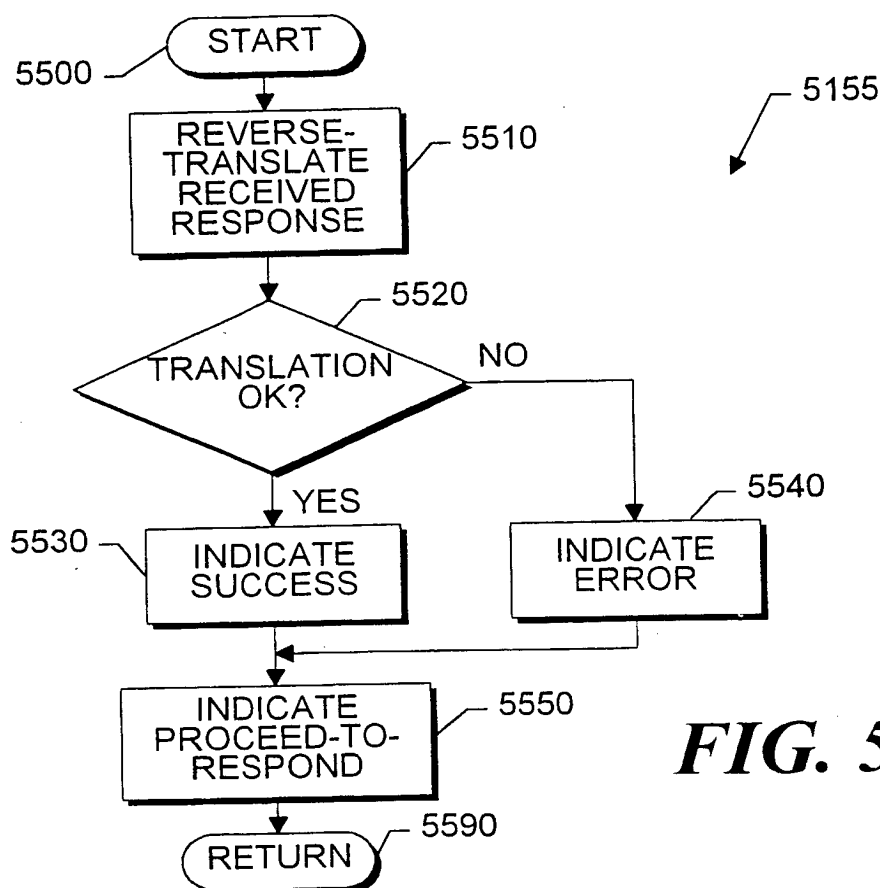 START
5500
5155
REVERSE-
TRANSLATE
RECEIVED
RESPONSE
5510
5520
TRANSLATION
OK?
NO
YES
5530
INDICATE
SUCCESS
5540
INDICATE
ERROR
INDICATE
PROCEED-TO-
RESPOND
5550
FIG. 5
RETURN
5590